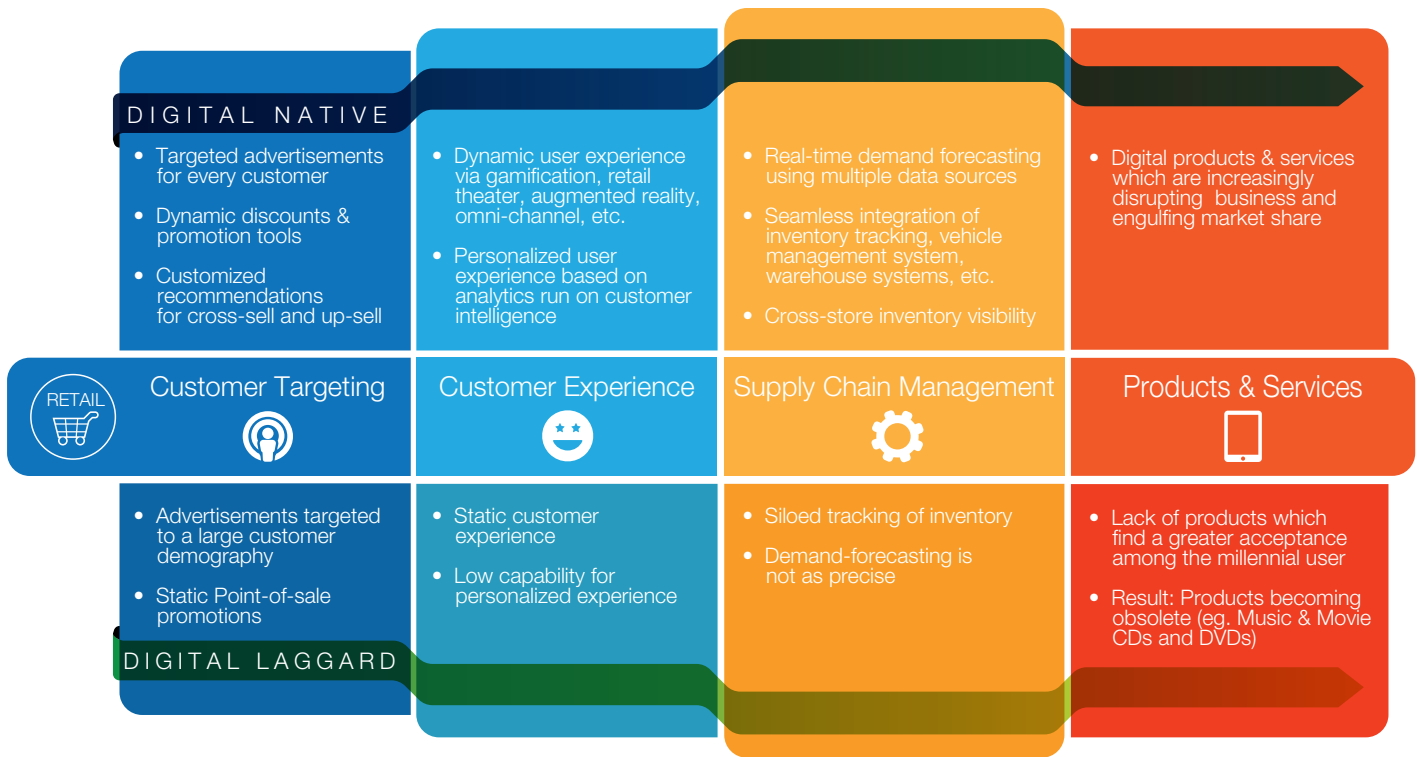 DIGITAL NATIVE
• Targeted advertisements
for every customer
• Dynamic discounts &
promotion tools
• Customized
recommendations
for cross-sell and up-sell
• Dynamic user experience
via gamification, retail
theater, augmented reality,
omni-channel, etc.
• Personalized user
experience based on
analytics run on customer
intelligence
• Real-time demand forecasting
using multiple data sources
• Seamless integration of
inventory tracking, vehicle
management system,
warehouse systems, etc.
• Cross-store inventory visibility
• Digital products & services
which are increasingly
disrupting business and
engulfing market share
RETAIL
Customer Targeting
Customer Experience
Supply Chain Management
Products & Services
• Advertisements targeted
to a large customer
demography
• Static Point-of-sale
promotions
• Static customer
experience
• Low capability for
personalized experience
• Siloed tracking of inventory
• Demand-forecasting is
not as precise
• Lack of products which
find a greater acceptance
among the millennial user
• Result: Products becoming
obsolete (eg. Music & Movie
CDs and DVDs)
DIGITAL LAGGARD